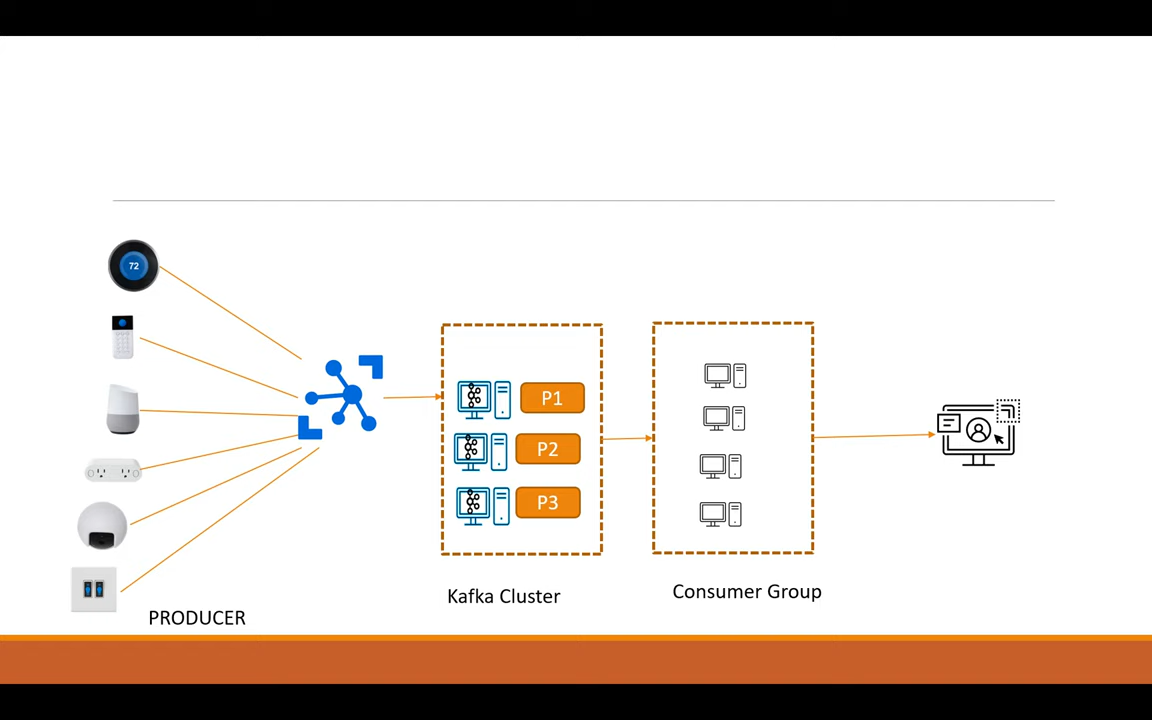 72
P1
P2
P3
Kafka Cluster
Consumer Group
PRODUCER